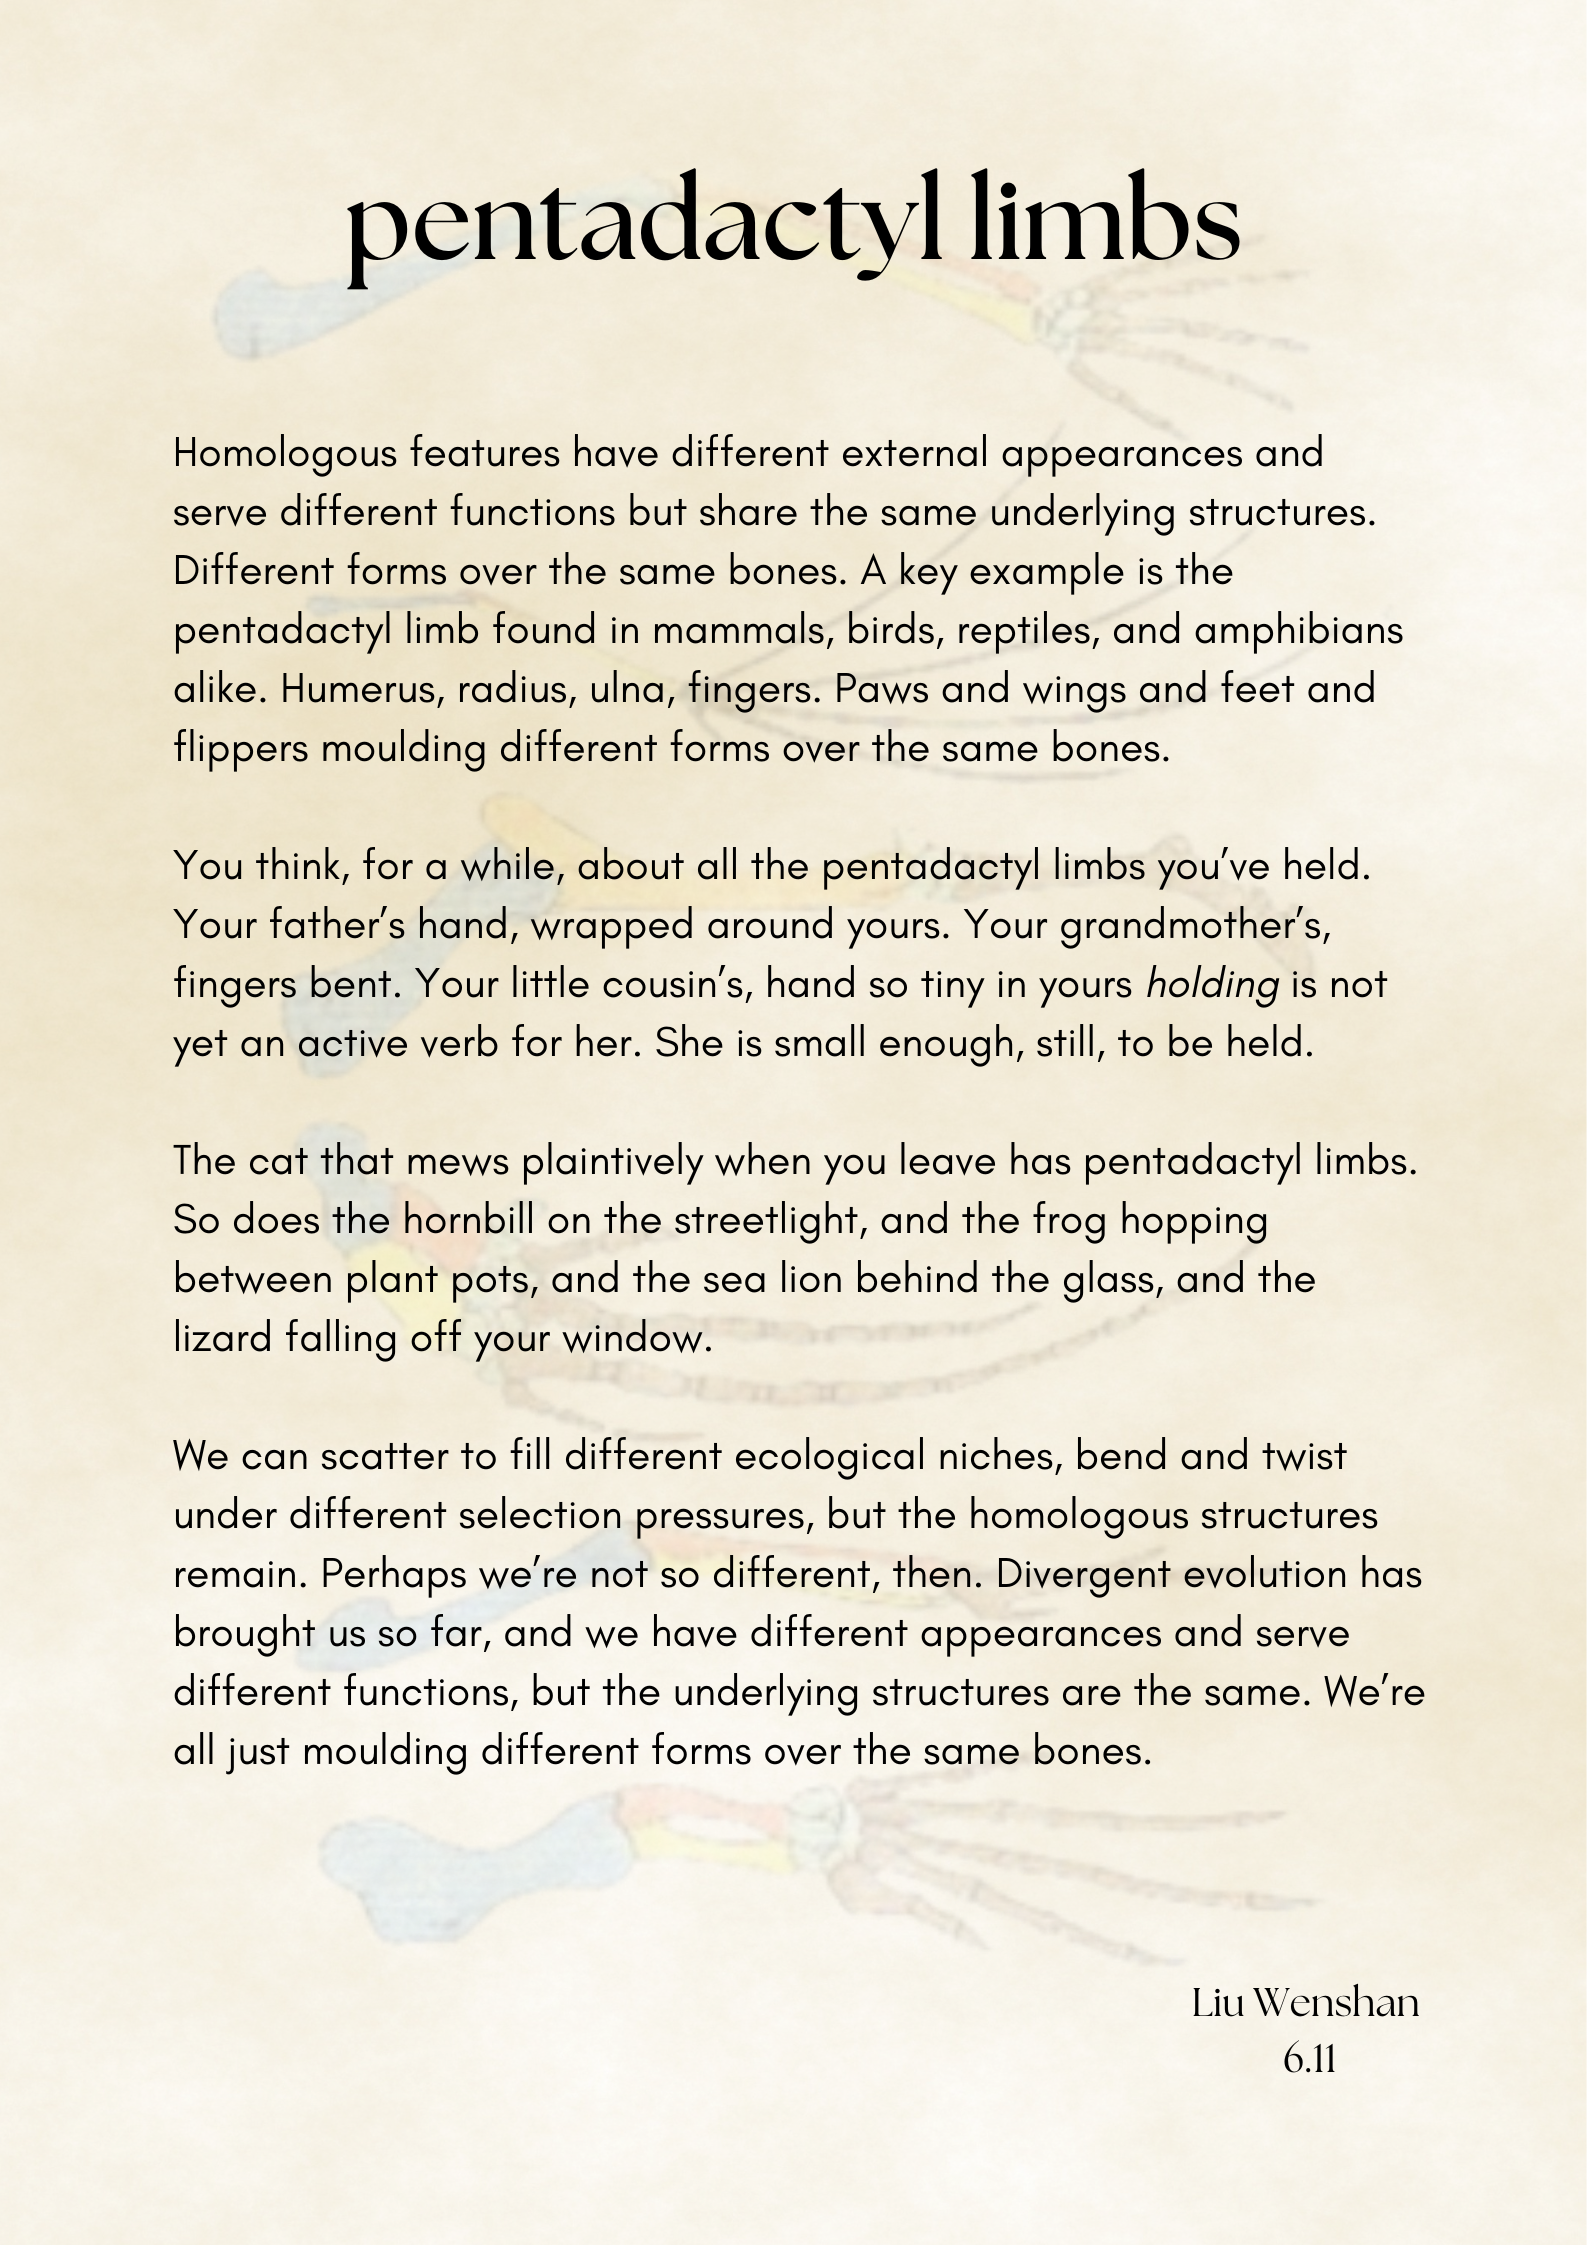 pentadactyl limbs
Homologous features have different external appearances and
serve different functions but share the same underlying structures.
Different forms over the same bones. A key example is the
pentadactyl limb found in mammals, birds, reptiles, and amphibians
alike. Humerus, radius, ulna, fingers. Paws and wings and feet and
flippers moulding different forms over the same bones.
You think, for a while, about all the pentadactyl limbs you’ve held.
Your father’s hand, wrapped around yours. Your grandmother’s,
fingers bent. Your little cousin’s, hand so tiny in yours holding is not
yet an active verb for her. She is small enough, still, to be held.
The cat that mews plaintively when you leave has pentadactyl limbs.
So does the hornbill on the streetlight, and the frog hopping
between plant pots, and the sea lion behind the glass, and the
lizard falling off your window.
We can scatter to fill different ecological niches, bend and twist
under different selection pressures, but the homologous structures
remain. Perhaps we’re not so different, then. Divergent evolution has
brought us so far, and we have different appearances and serve
different functions, but the underlying structures are the same. We’re
all just moulding different forms over the same bones.
Liu Wenshan
6.11